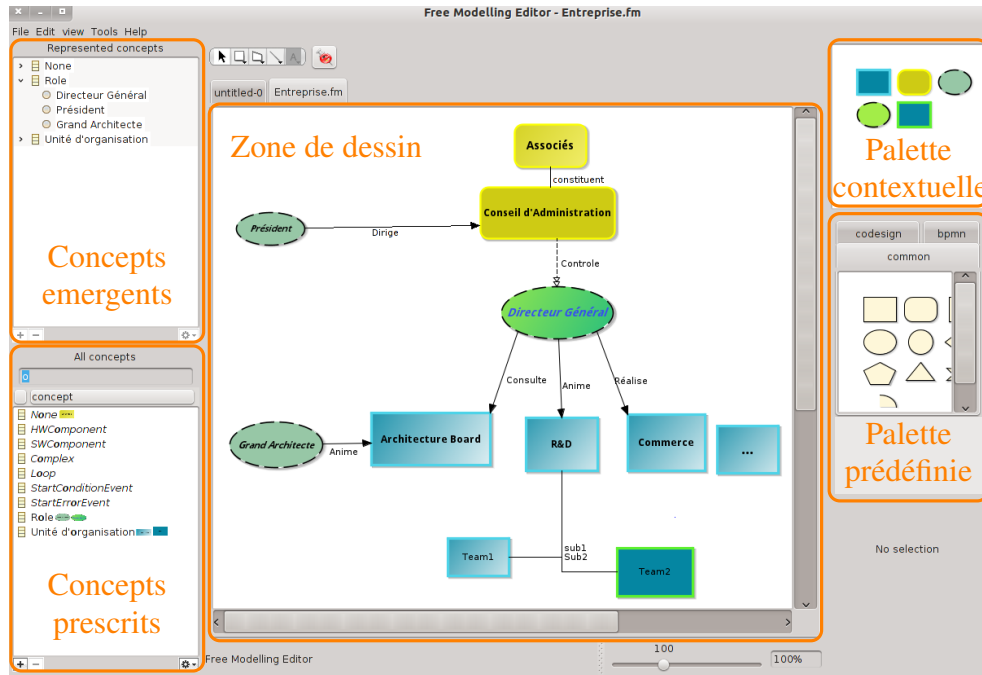 Free Modelling Editor - Entreprise.fm
File Edit view Tools Help
Represented concepts
None
Role
Directeur Général
Président
Grand Architecte
Unité d'organisation
Concepts
emergents
All concepts
o
concept
None
HWComponent
SWComponent
Complex
Loop
StartConditionEvent
StartErrorEvent
Role
Unité d'organisation
Concepts
prescrits
untitled-0
Entreprise.fm
Zone de dessin
Associés
constituent
Conseil d'Administration
Président
Dirige
Controle
Directeur Général
Consulte
Anime
Réalise
Grand Architecte
Anime
Architecture Board
R&D
Commerce
...
Team1
sub1
Sub2
Team2
Palette
contextuelle
codesign
bpmn
common
Palette
prédéfinie
No selection
Free Modelling Editor
100
100%